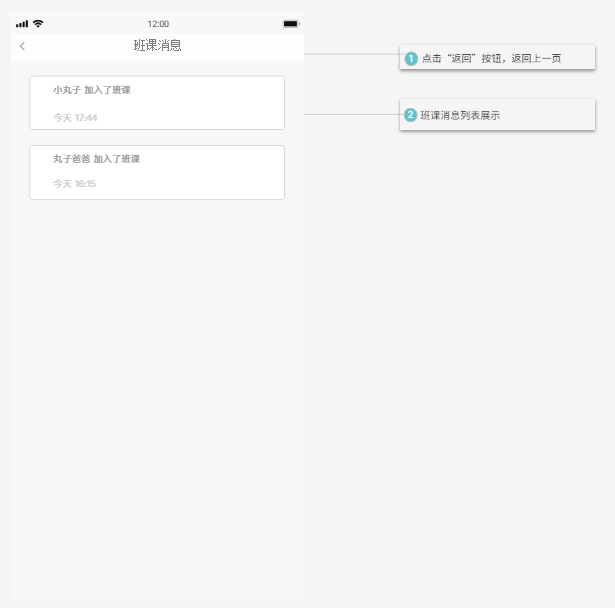 12:00
班课消息
小丸子 加入了班课
今天 17:44
丸子爸爸 加入了班课
今天 16:15
1 点击“返回”按钮，返回上一页
2 班课消息列表展示